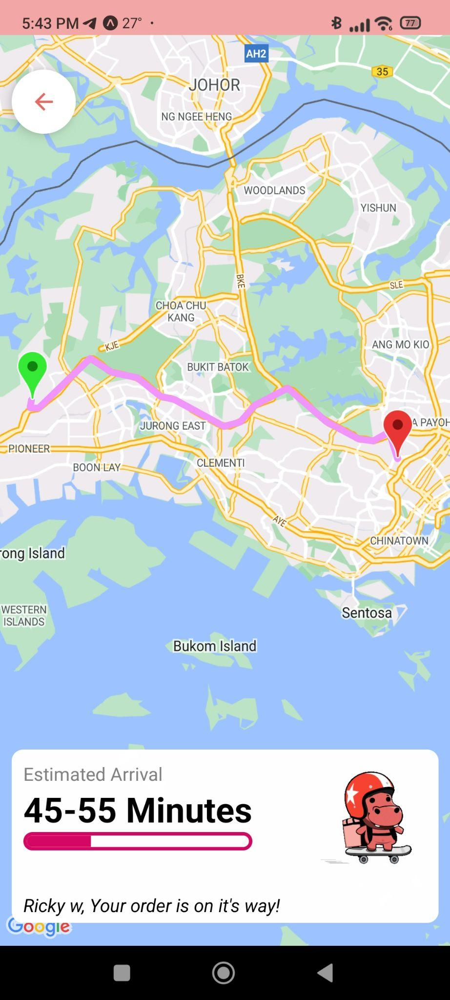 5:43 PM 27°
77
AH2
35
JOHOR
NG NGEE HENG
WOODLANDS
YISHUN
BKE
SLE
CHOA CHU
KANG
KJE
ANG MO KIO
BUKIT BATOK
JURONG EAST
A PAYOH
PIONEER
CLEMENTI
BOON LAY
AYE
CHINATOWN
rong Island
WESTERN
ISLANDS
Sentosa
Bukom Island
Estimated Arrival
45-55 Minutes
Ricky w, Your order is on it's way!
Google